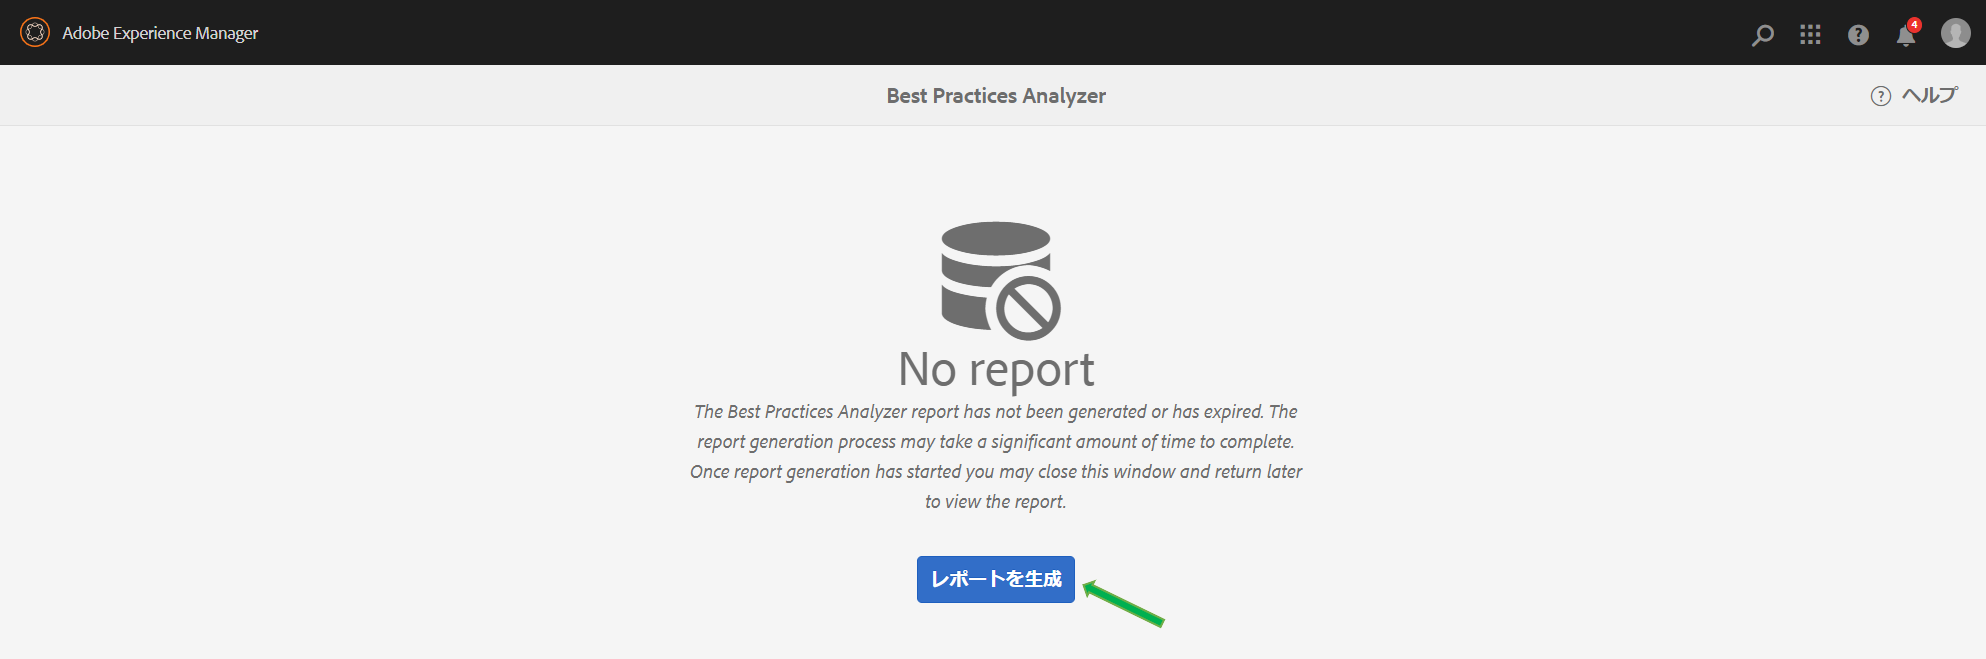 Adobe Experience Manager
4
Best Practices Analyzer
ヘルプ
No report
The Best Practices Analyzer report has not been generated or has expired. The
report generation process may take a significant amount of time to complete.
Once report generation has started you may close this window and return later
to view the report.
レポートを生成